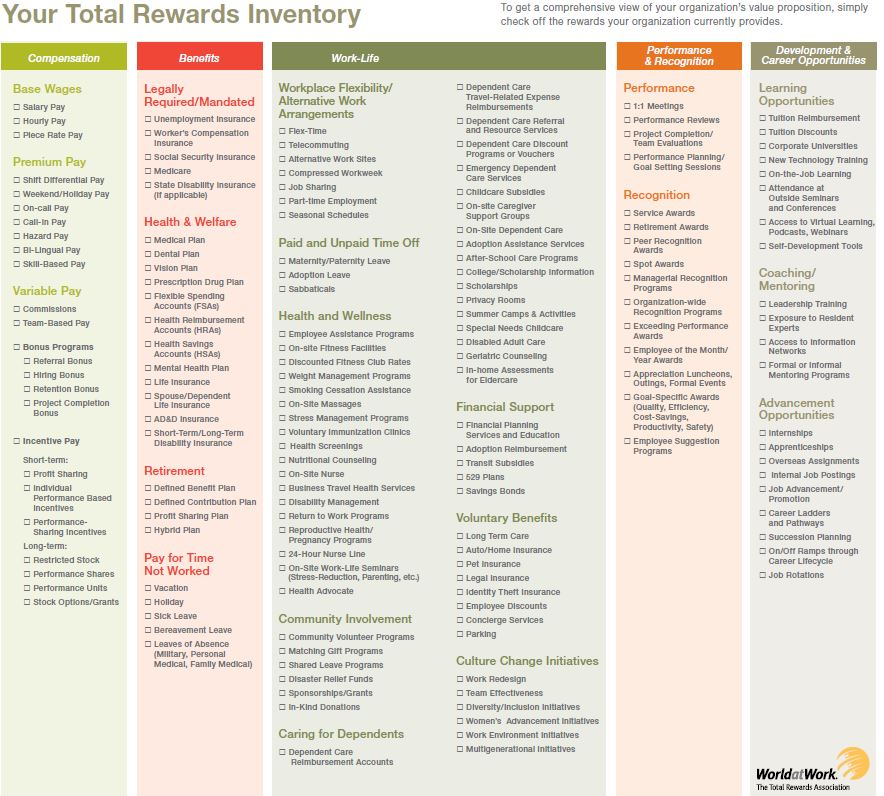 Your Total Rewards Inventory
To get a comprehensive view of your organization's value proposition, simply
check off the rewards your organization currently provides.
Compensation
Base Wages
Salary Pay
Hourly Pay
Piece Rate Pay
Premium Pay
Shift Differential Pay
Weekend/Holiday Pay
On-call Pay
Call-In Pay
Hazard Pay
Bi-Lingual Pay
Skill-Based Pay
Variable Pay
Commissions
Team-Based Pay
Bonus Programs
Referral Bonus
Hiring Bonus
Retention Bonus
Project Completion
Bonus
Incentive Pay
Short-term:
Profit Sharing
Individual
Performance Based
Incentives
Performance-
Sharing Incentives
Long-term:
Restricted Stock
Performance Shares
Performance Units
Stock Options/Grants
Benefits
Legally
Required/Mandated
Unemployment Insurance
Worker's Compensation
Insurance
Social Security Insurance
Medicare
State Disability Insurance
(if applicable)
Health & Welfare
Medical Plan
Dental Plan
Vision Plan
Prescription Drug Plan
Flexible Spending
Accounts (FSAs)
Health Reimbursement
Accounts (HRAs)
Health Savings
Accounts (HSAs)
Mental Health Plan
Life Insurance
Spouse/Dependent
Life Insurance
AD&D Insurance
Short-Term/Long-Term
Disability Insurance
Retirement
Defined Benefit Plan
Defined Contribution Plan
Profit Sharing Plan
Hybrid Plan
Pay for Time
Not Worked
Vacation
Holiday
Sick Leave
Bereavement Leave
Leaves of Absence
(Military, Personal
Medical, Family Medical)
Work-Life
Workplace Flexibility/
Alternative Work
Arrangements
Flex-Time
Telecommuting
Alternative Work Sites
Compressed Workweek
Job Sharing
Part-time Employment
Seasonal Schedules
Paid and Unpaid Time Off
Maternity/Paternity Leave
Adoption Leave
Sabbaticals
Health and Wellness
Employee Assistance Programs
On-site Fitness Facilities
Discounted Fitness Club Rates
Weight Management Programs
Smoking Cessation Assistance
On-Site Massages
Stress Management Programs
Voluntary Immunization Clinics
Health Screenings
Nutritional Counseling
On-Site Nurse
Business Travel Health Services
Disability Management
Return to Work Programs
Reproductive Health/
Pregnancy Programs
24-Hour Nurse Line
On-Site Work-Life Seminars
(Stress-Reduction, Parenting, etc.)
Health Advocate
Community Involvement
Community Volunteer Programs
Matching Gift Programs
Shared Leave Programs
Disaster Relief Funds
Sponsorships/Grants
In-Kind Donations
Caring for Dependents
Dependent Care
Reimbursement Accounts
Dependent Care
Travel-Related Expense
Reimbursements
Dependent Care Referral
and Resource Services
Dependent Care Discount
Programs or Vouchers
Emergency Dependent
Care Services
Childcare Subsidies
On-site Caregiver
Support Groups
On-Site Dependent Care
Adoption Assistance Services
After-School Care Programs
College/Scholarship Information
Scholarships
Privacy Rooms
Summer Camps & Activities
Special Needs Childcare
Disabled Adult Care
Geriatric Counseling
In-home Assessments
for Eldercare
Financial Support
Financial Planning
Services and Education
Adoption Reimbursement
Transit Subsidies
529 Plans
Savings Bonds
Voluntary Benefits
Long Term Care
Auto/Home Insurance
Pet Insurance
Legal Insurance
Identity Theft Insurance
Employee Discounts
Concierge Services
Parking
Culture Change Initiatives
Work Redesign
Team Effectiveness
Diversity/Inclusion Initiatives
Women's Advancement Initiatives
Work Environment Initiatives
Multigenerational Initiatives
Performance
& Recognition
Performance
1:1 Meetings
Performance Reviews
Project Completion/
Team Evaluations
Performance Planning/
Goal Setting Sessions
Recognition
Service Awards
Retirement Awards
Peer Recognition
Awards
Spot Awards
Managerial Recognition
Programs
Organization-wide
Recognition Programs
Exceeding Performance
Awards
Employee of the Month/
Year Awards
Appreciation Luncheons,
Outings, Formal Events
Goal-Specific Awards
(Quality, Efficiency,
Cost-Savings,
Productivity, Safety)
Employee Suggestion
Programs
Development &
Career Opportunities
Learning
Opportunities
Tuition Reimbursement
Tuition Discounts
Corporate Universities
New Technology Training
On-the-Job Learning
Attendance at
Outside Seminars
and Conferences
Access to Virtual Learning,
Podcasts, Webinars
Self-Development Tools
Coaching/
Mentoring
Leadership Training
Exposure to Resident
Experts
Access to Information
Networks
Formal or Informal
Mentoring Programs
Advancement
Opportunities
Internships
Apprenticeships
Overseas Assignments
Internal Job Postings
Job Advancement/
Promotion
Career Ladders
and Pathways
Succession Planning
On/Off Ramps through
Career Lifecycle
Job Rotations
WorldatWork.
The Total Rewards Association